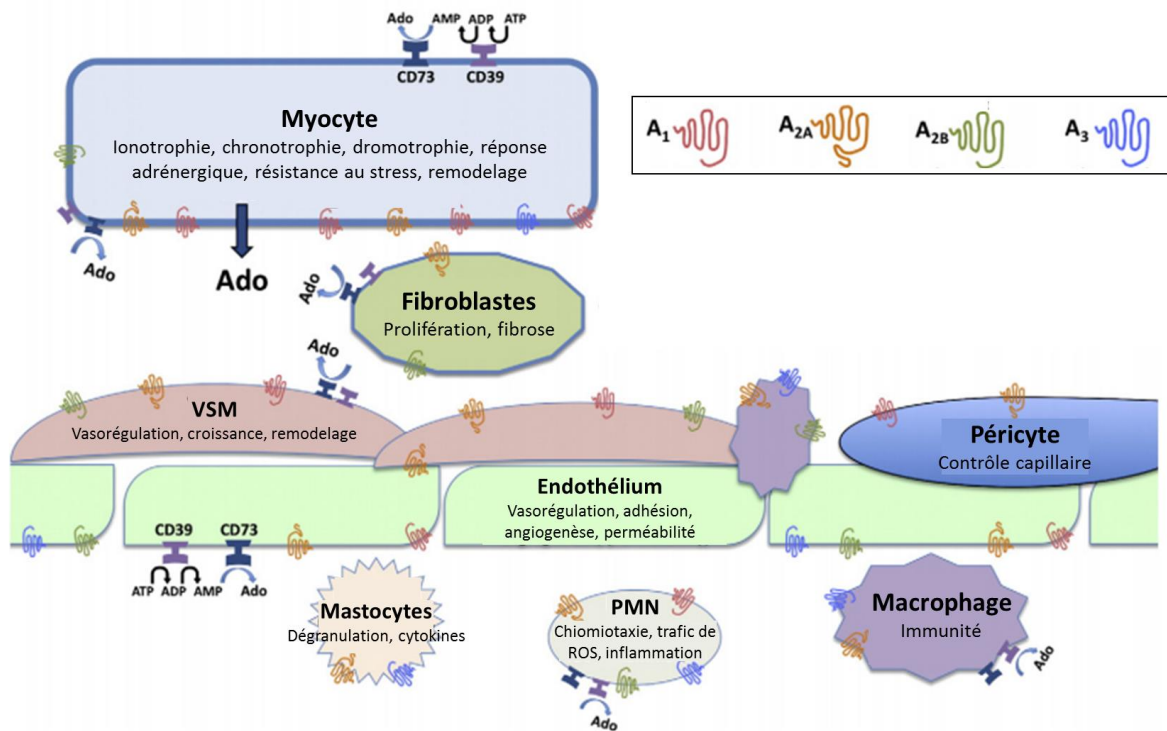 Ado AMP ADP ATP
CD73 CD39
Myocyte
Ionotrophie, chronotrophie, dromotrophie, réponse
adrénergique, résistance au stress, remodelage
A1 A2A A2B A3
Ado
Ado
Ado
Fibroblastes
Prolifération, fibrose
Ado
VSM
Vasorégulation, croissance, remodelage
Péricyte
Contrôle capillaire
Endothélium
Vasorégulation, adhésion,
angiogenèse, perméabilité
CD39 CD73
ATP ADP AMP Ado
Mastocytes
Dégranulation, cytokines
PMN
Chiomiotaxie, trafic de
ROS, inflammation
Ado
Macrophage
Immunité
Ado